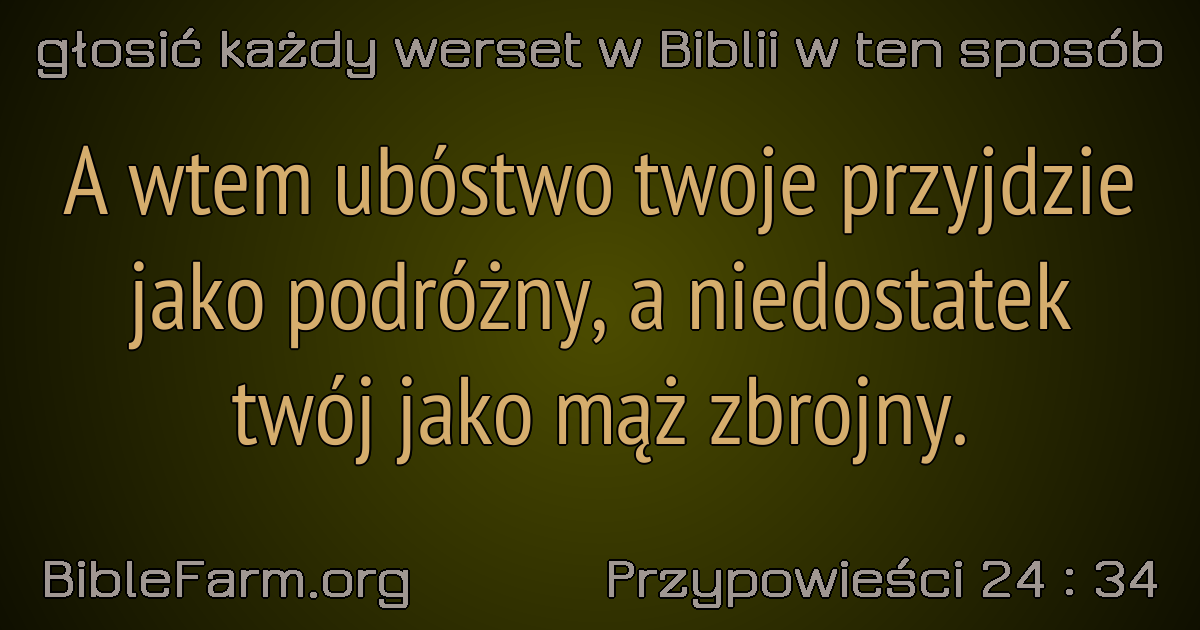 głosić każdy werset w Biblii w ten sposób
A wtem ubóstwo twoje przyjdzie
jako podróżny, a niedostatek
twój jako mąż zbrojny.
BibleFarm.org
Przypowieści 24 : 34